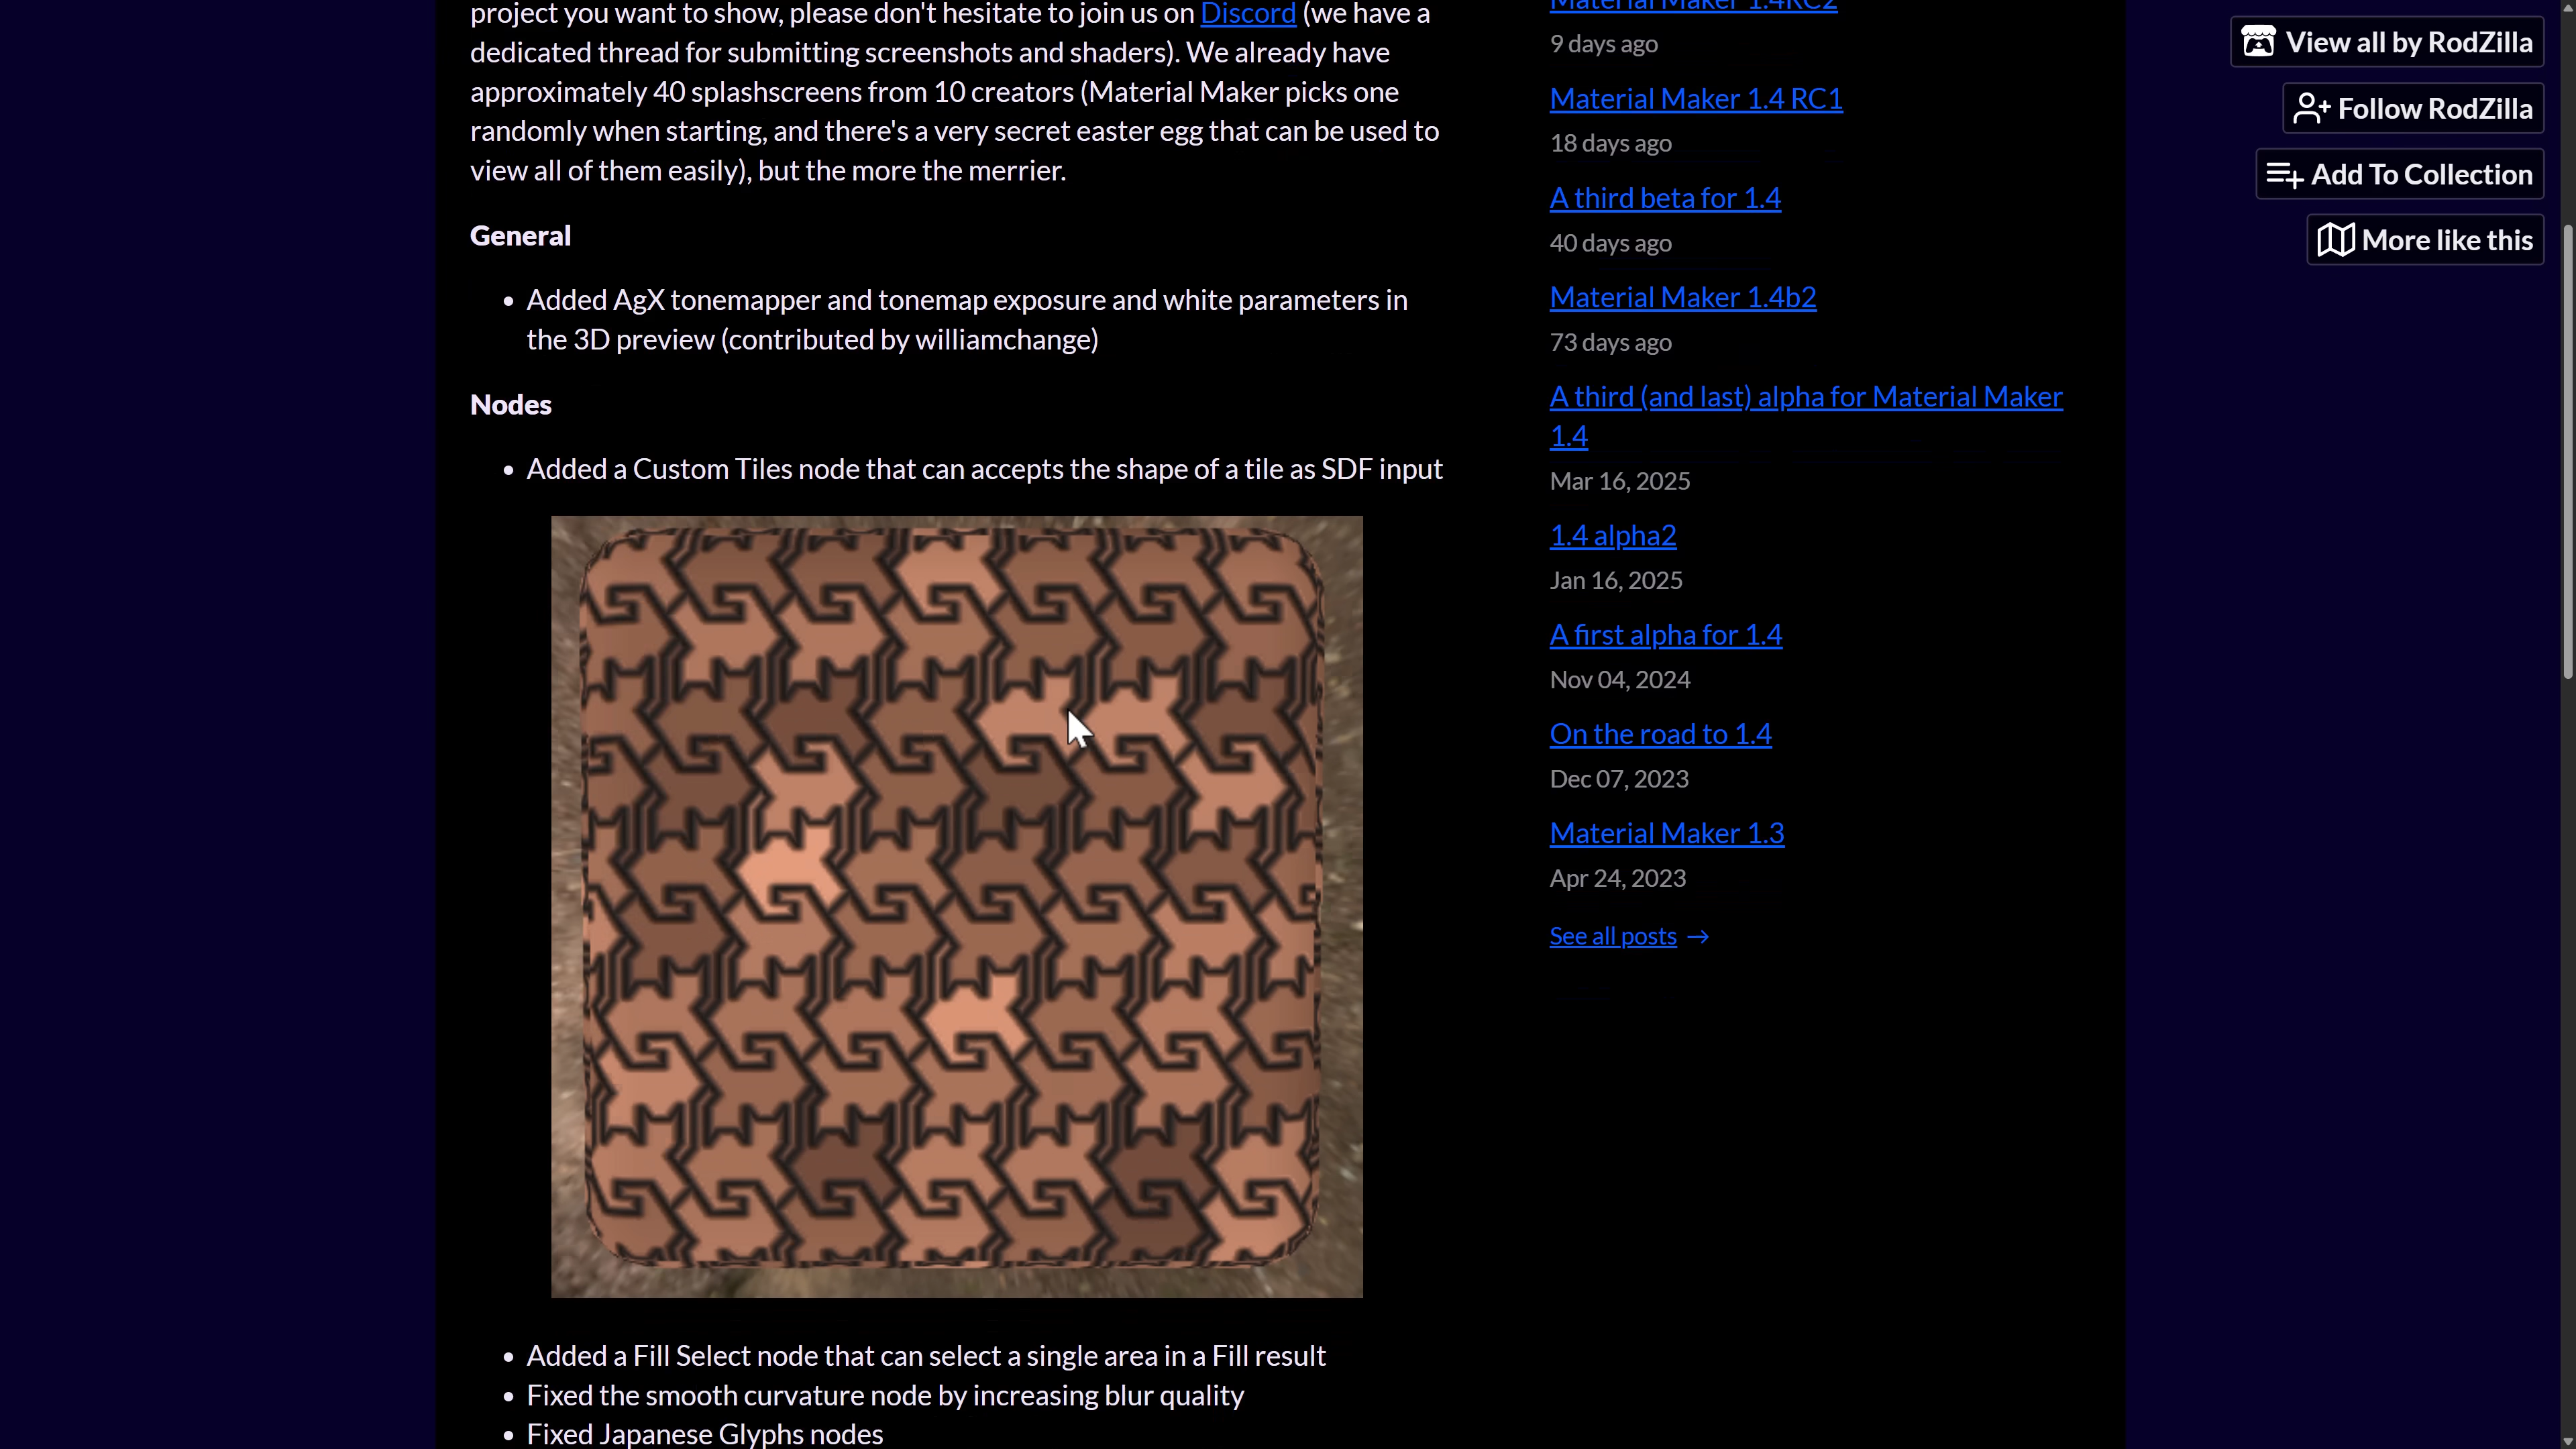 project you want to show, please don't hesitate to join us on Discord (we have a
dedicated thread for submitting screenshots and shaders). We already have
approximately 40 splashscreens from 10 creators (Material Maker picks one
randomly when starting, and there's a very secret easter egg that can be used to
view all of them easily), but the more the merrier.
General
• Added AgX tonemapper and tonemap exposure and white parameters in
the 3D preview (contributed by williamchange)
Nodes
• Added a Custom Tiles node that can accepts the shape of a tile as SDF input
• Added a Fill Select node that can select a single area in a Fill result
• Fixed the smooth curvature node by increasing blur quality
• Fixed Japanese Glyphs nodes
Material Maker 1.4RC2
9 days ago
Material Maker 1.4 RC1
18 days ago
A third beta for 1.4
40 days ago
Material Maker 1.4b2
73 days ago
A third (and last) alpha for Material Maker
1.4
Mar 16, 2025
1.4 alpha2
Jan 16, 2025
A first alpha for 1.4
Nov 04, 2024
On the road to 1.4
Dec 07, 2023
Material Maker 1.3
Apr 24, 2023
See all posts →
View all by RodZilla
Follow RodZilla
Add To Collection
More like this